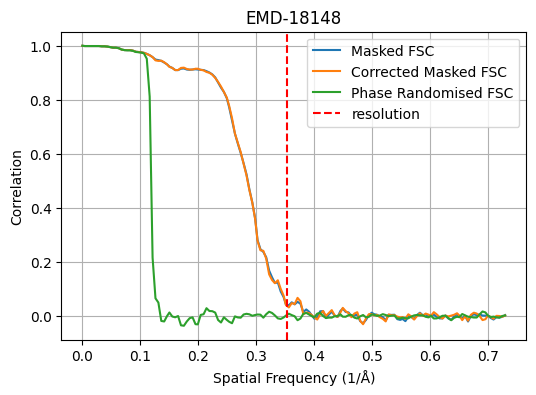 EMD-18148
Masked FSC
Corrected Masked FSC
Phase Randomised FSC
resolution
Correlation
1.0
0.8
0.6
0.4
0.2
0.0
0.0 0.1 0.2 0.3 0.4 0.5 0.6 0.7
Spatial Frequency (1/Å)